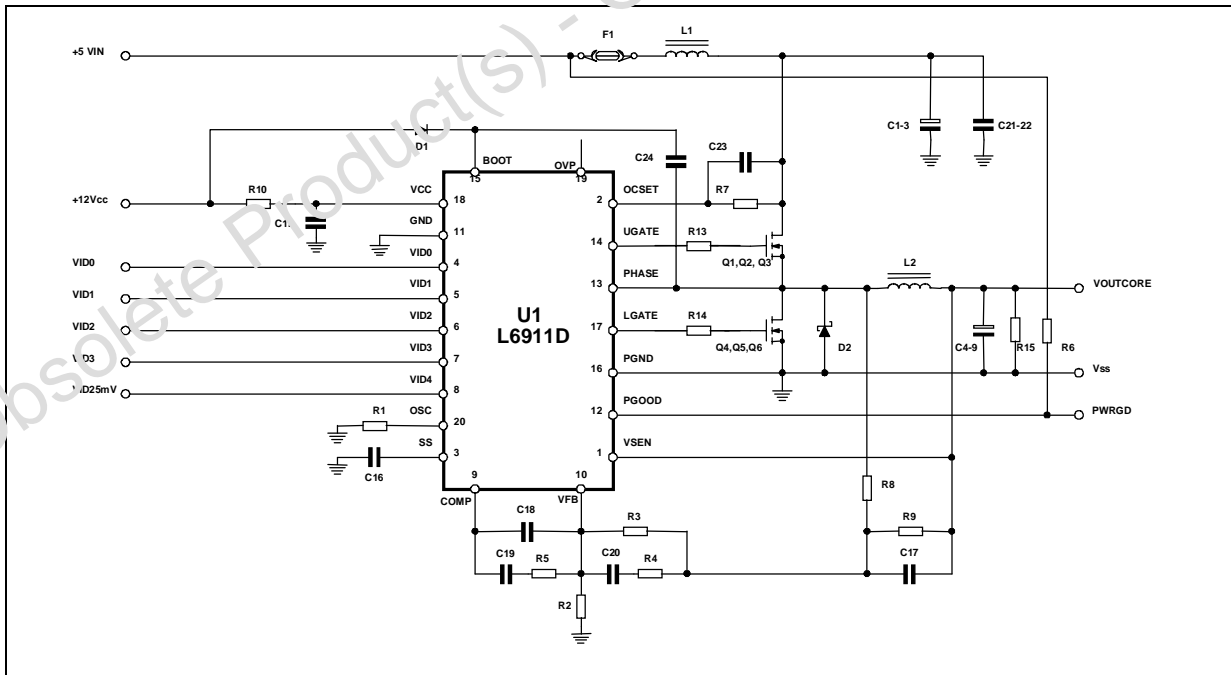 Obsolete Product(s) -
F1
L1
+5 VIN
C1-3
C21-22
D1
C24
C23
BOOT
OVP
15
19
R10
VCC
OCSET
R7
+12Vcc
18
2
GND
UGATE
R13
11
14
Q1,Q2, Q3
VID0
VID0
PHASE
L2
4
13
VOUTCORE
VID1
VID1
5
U1
L6911D
LGATE
R14
VID2
VID2
17
6
Q4,Q5,Q6
D2
C4-9
R15
R6
VID3
VID3
PGND
7
16
Vss
VID25mV
VID4
PGOOD
8
12
PWRGD
R1
OSC
20
VSEN
SS
3
1
C16
9
10
R8
COMP
VFB
C18
R3
R9
C19
R5
C20
R4
C17
R2